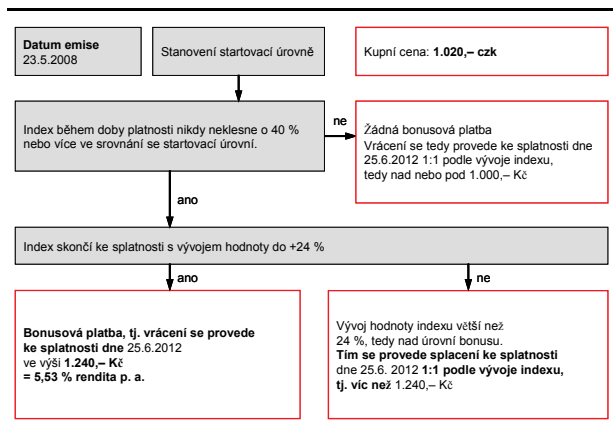 Datum emise
23.5.2008
Stanovení startovací úrovně
Kupní cena: 1.020,– czk
Index během doby platnosti nikdy neklesne o 40 %
nebo více ve srovnání se startovací úrovní.
ne
Žádná bonusová platba
Vrácení se tedy provede ke splatnosti dne
25.6.2012 1:1 podle vývoje indexu,
tedy nad nebo pod 1.000,– Kč
ano
Index skončí ke splatnosti s vývojem hodnoty do +24 %
ano
ne
Bonusová platba, tj. vrácení se provede
ke splatnosti dne 25.6.2012
ve výši 1.240,– Kč
= 5,53 % rendita p. a.
Vývoj hodnoty indexu větší než
24 %, tedy nad úrovní bonusu.
Tím se provede splacení ke splatnosti
dne 25.6. 2012 1:1 podle vývoje indexu,
tj. víc než 1.240,– Kč